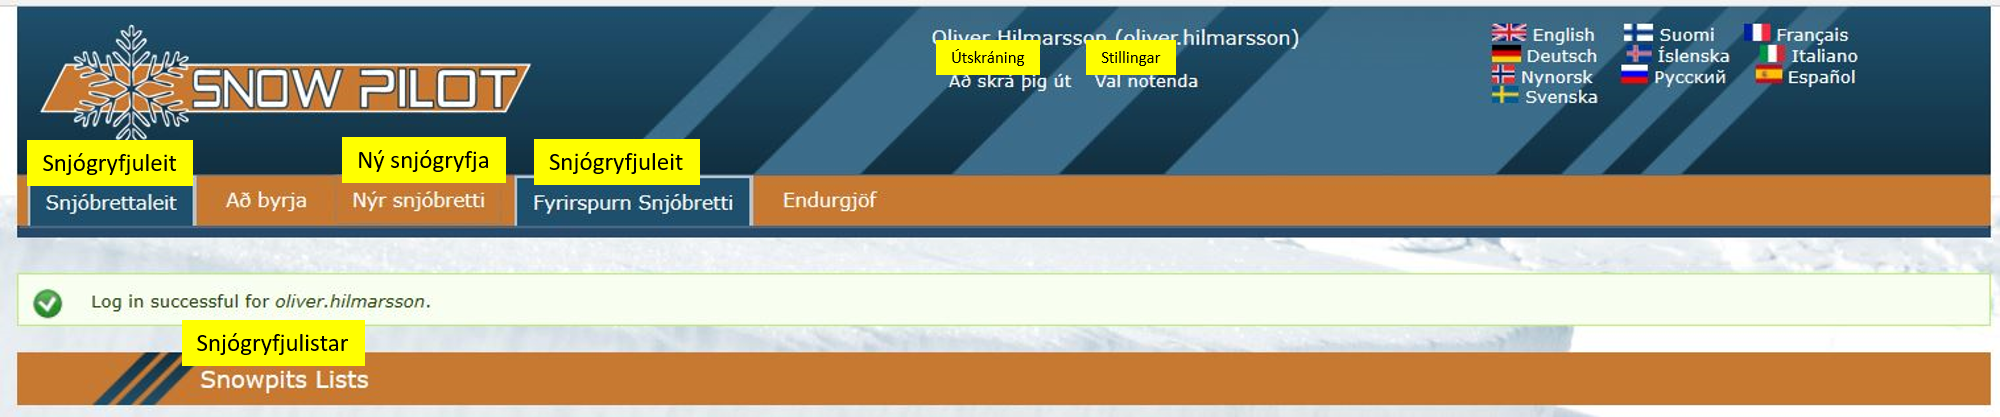 SNOW PILOT
Oliver Hilmarsson (oliver.hilmarsson)
Útskráning
Stillingar
Að skrá þig út
Val notenda
English
Suomi
Français
Deutsch
Íslenska
Italiano
Nynorsk
Русский
Español
Svenska
Snjógryfjuleit
Ný snjógryfja
Snjógryfjuleit
Snjóbrettaleit
Að byrja
Nýr snjóbretti
Fyrirspurn Snjóbretti
Endurgjöf
Log in successful for oliver.hilmarsson.
Snjógryfjulistar
Snowpits Lists